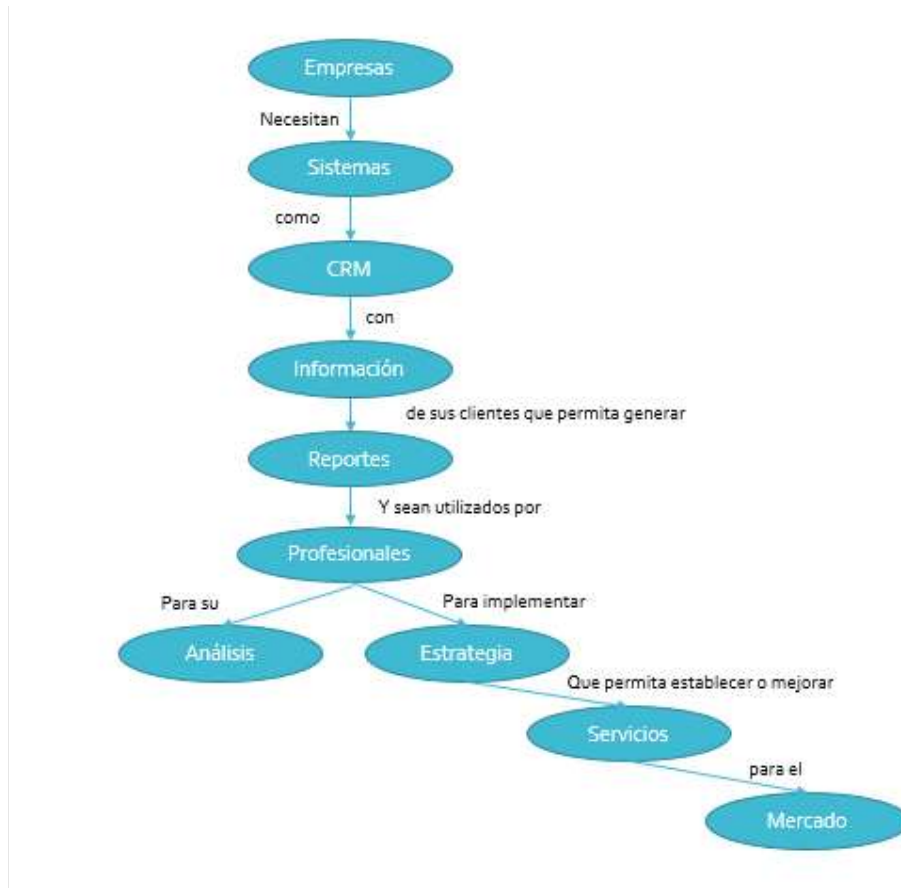 Empresas
Necesitan
Sistemas
como
CRM
con
Información
de sus clientes que permita generar
Reportes
Y sean utilizados por
Profesionales
Para su
Para implementar
Análisis
Estrategia
Que permita establecer o mejorar
Servicios
para el
Mercado